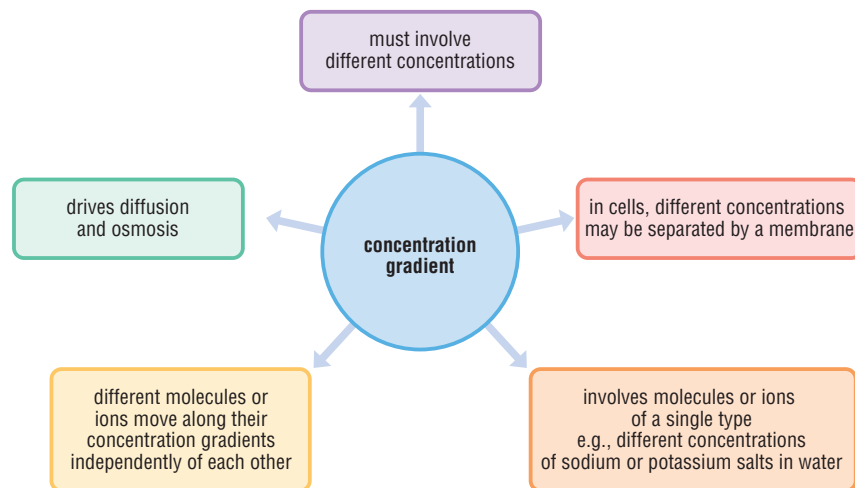 must involve
different concentrations
drives diffusion
and osmosis
concentration
gradient
in cells, different concentrations
may be separated by a membrane
different molecules or
ions move along their
concentration gradients
independently of each other
involves molecules or ions
of a single type
e.g., different concentrations
of sodium or potassium salts in water